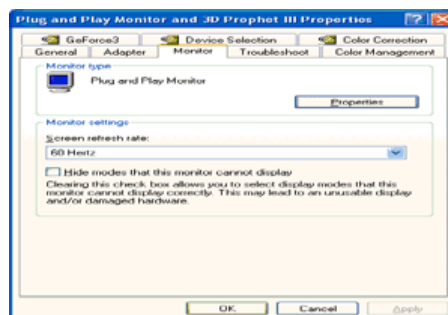 Plug and Play Monitor and 3D Prophet III Properties
GeForce3 Device Selection Color Correction
General Adapter Monitor Troubleshoot Color Management
Monitor type
Plug and Play Monitor
Properties
Monitor settings
Screen refresh rate:
60 Hertz
Hide modes that this monitor cannot display
Clearing this check box allows you to select display modes that this
monitor cannot display correctly. This may lead to an unusable display
and/or damaged hardware.
OK Cancel Apply